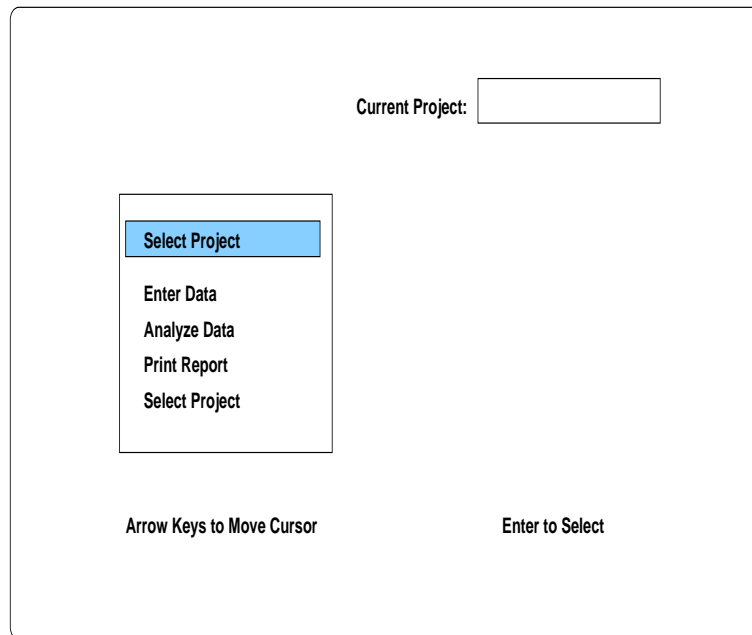 Current Project:
Select Project
Enter Data
Analyze Data
Print Report
Select Project
Arrow Keys to Move Cursor
Enter to Select